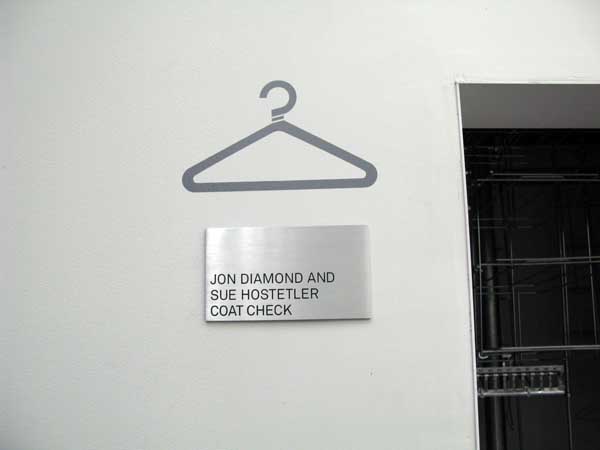 JON DIAMOND AND
SUE HOSTETLER
COAT CHECK